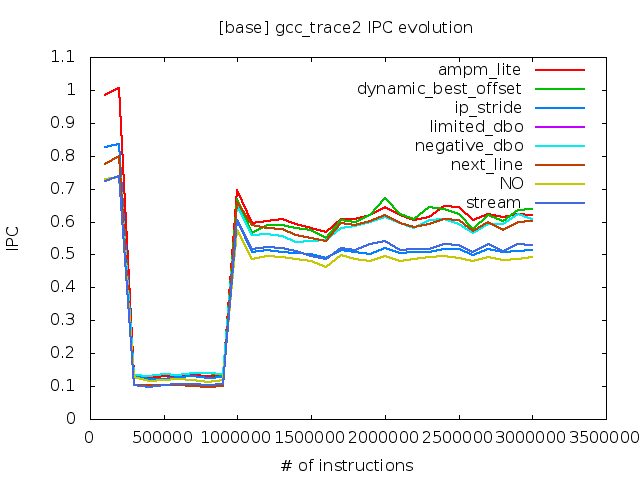 [base] gcc_trace2 IPC evolution
1.1
1
0.9
0.8
0.7
0.6
0.5
0.4
0.3
0.2
0.1
0
IPC
ampm_lite
dynamic_best_offset
ip_stride
limited_dbo
negative_dbo
next_line
NO
stream
0 500000 1000000 1500000 2000000 2500000 3000000 3500000
# of instructions